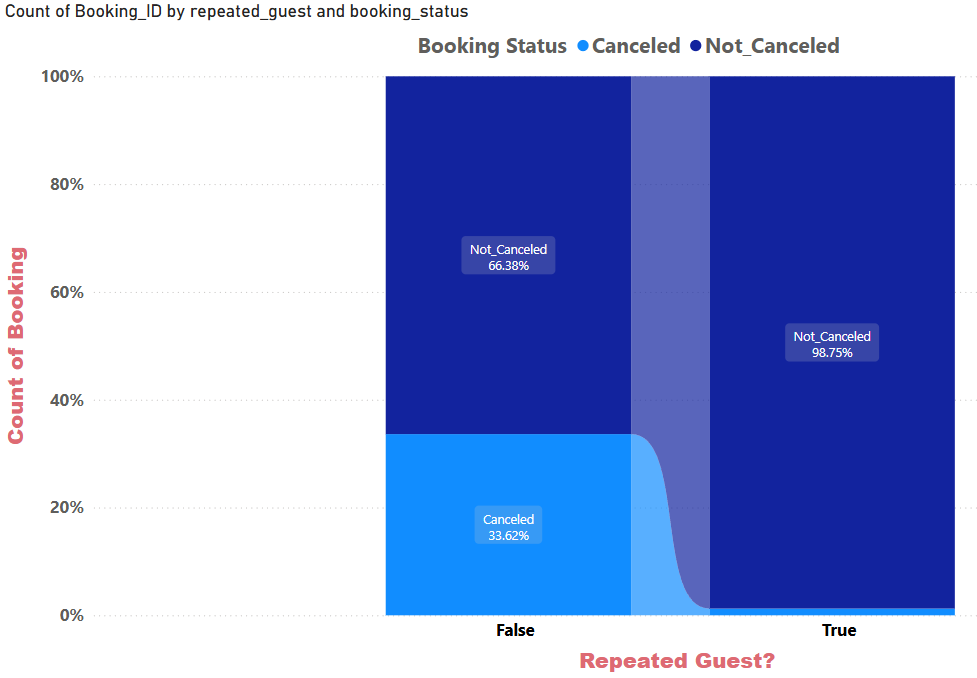 Count of Booking_ID by repeated_guest and booking_status
Booking Status Canceled Not_Canceled
100%
80%
60%
40%
20%
0%
Count of Booking
Not_Canceled
66.38%
Canceled
33.62%
Not_Canceled
98.75%
False True
Repeated Guest?